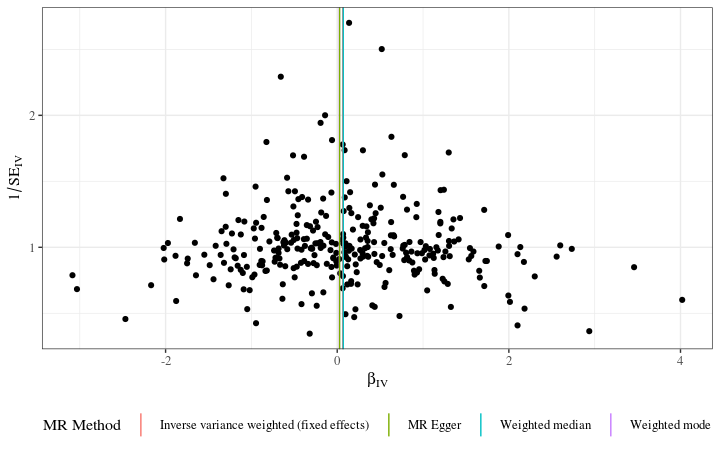 1/SE_IV
2
1
-2 0 2 4
β_IV
MR Method Inverse variance weighted (fixed effects) MR Egger Weighted median Weighted mode